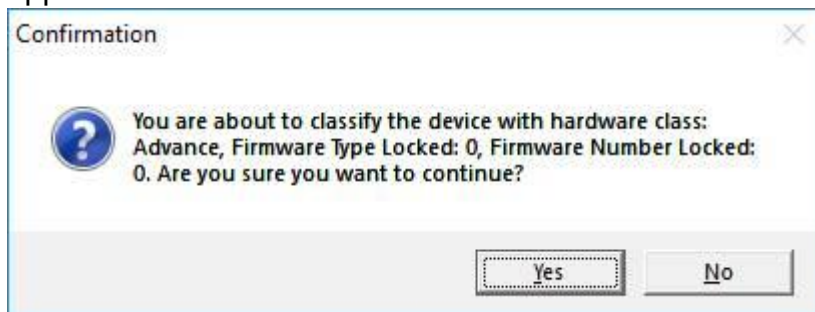 Confirmation
You are about to classify the device with hardware class:
Advance, Firmware Type Locked: 0, Firmware Number Locked:
0. Are you sure you want to continue?
Yes
No